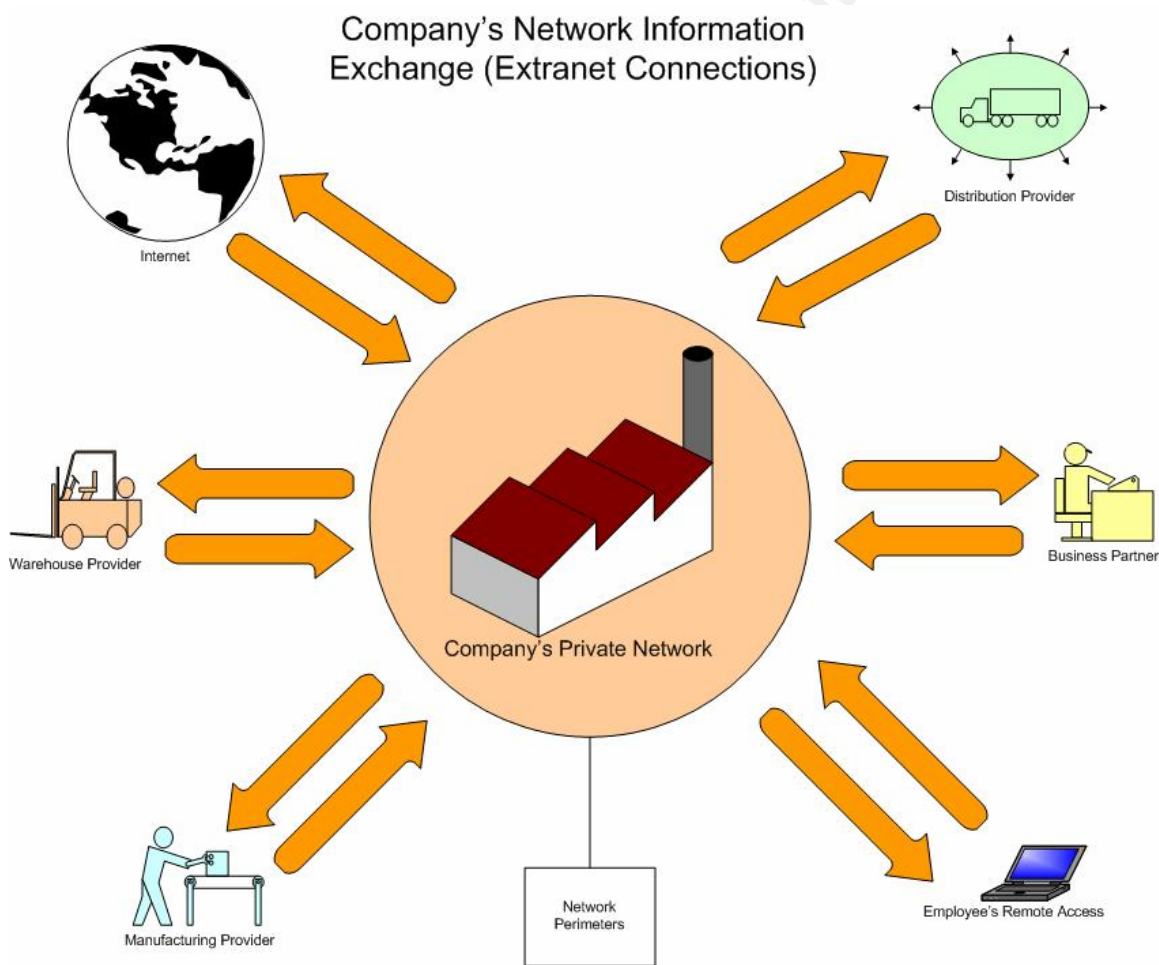 Company's Network Information
Exchange (Extranet Connections)
Internet
Distribution Provider
Warehouse Provider
Business Partner
Company's Private Network
Manufacturing Provider
Network
Perimeters
Employee's Remote Access